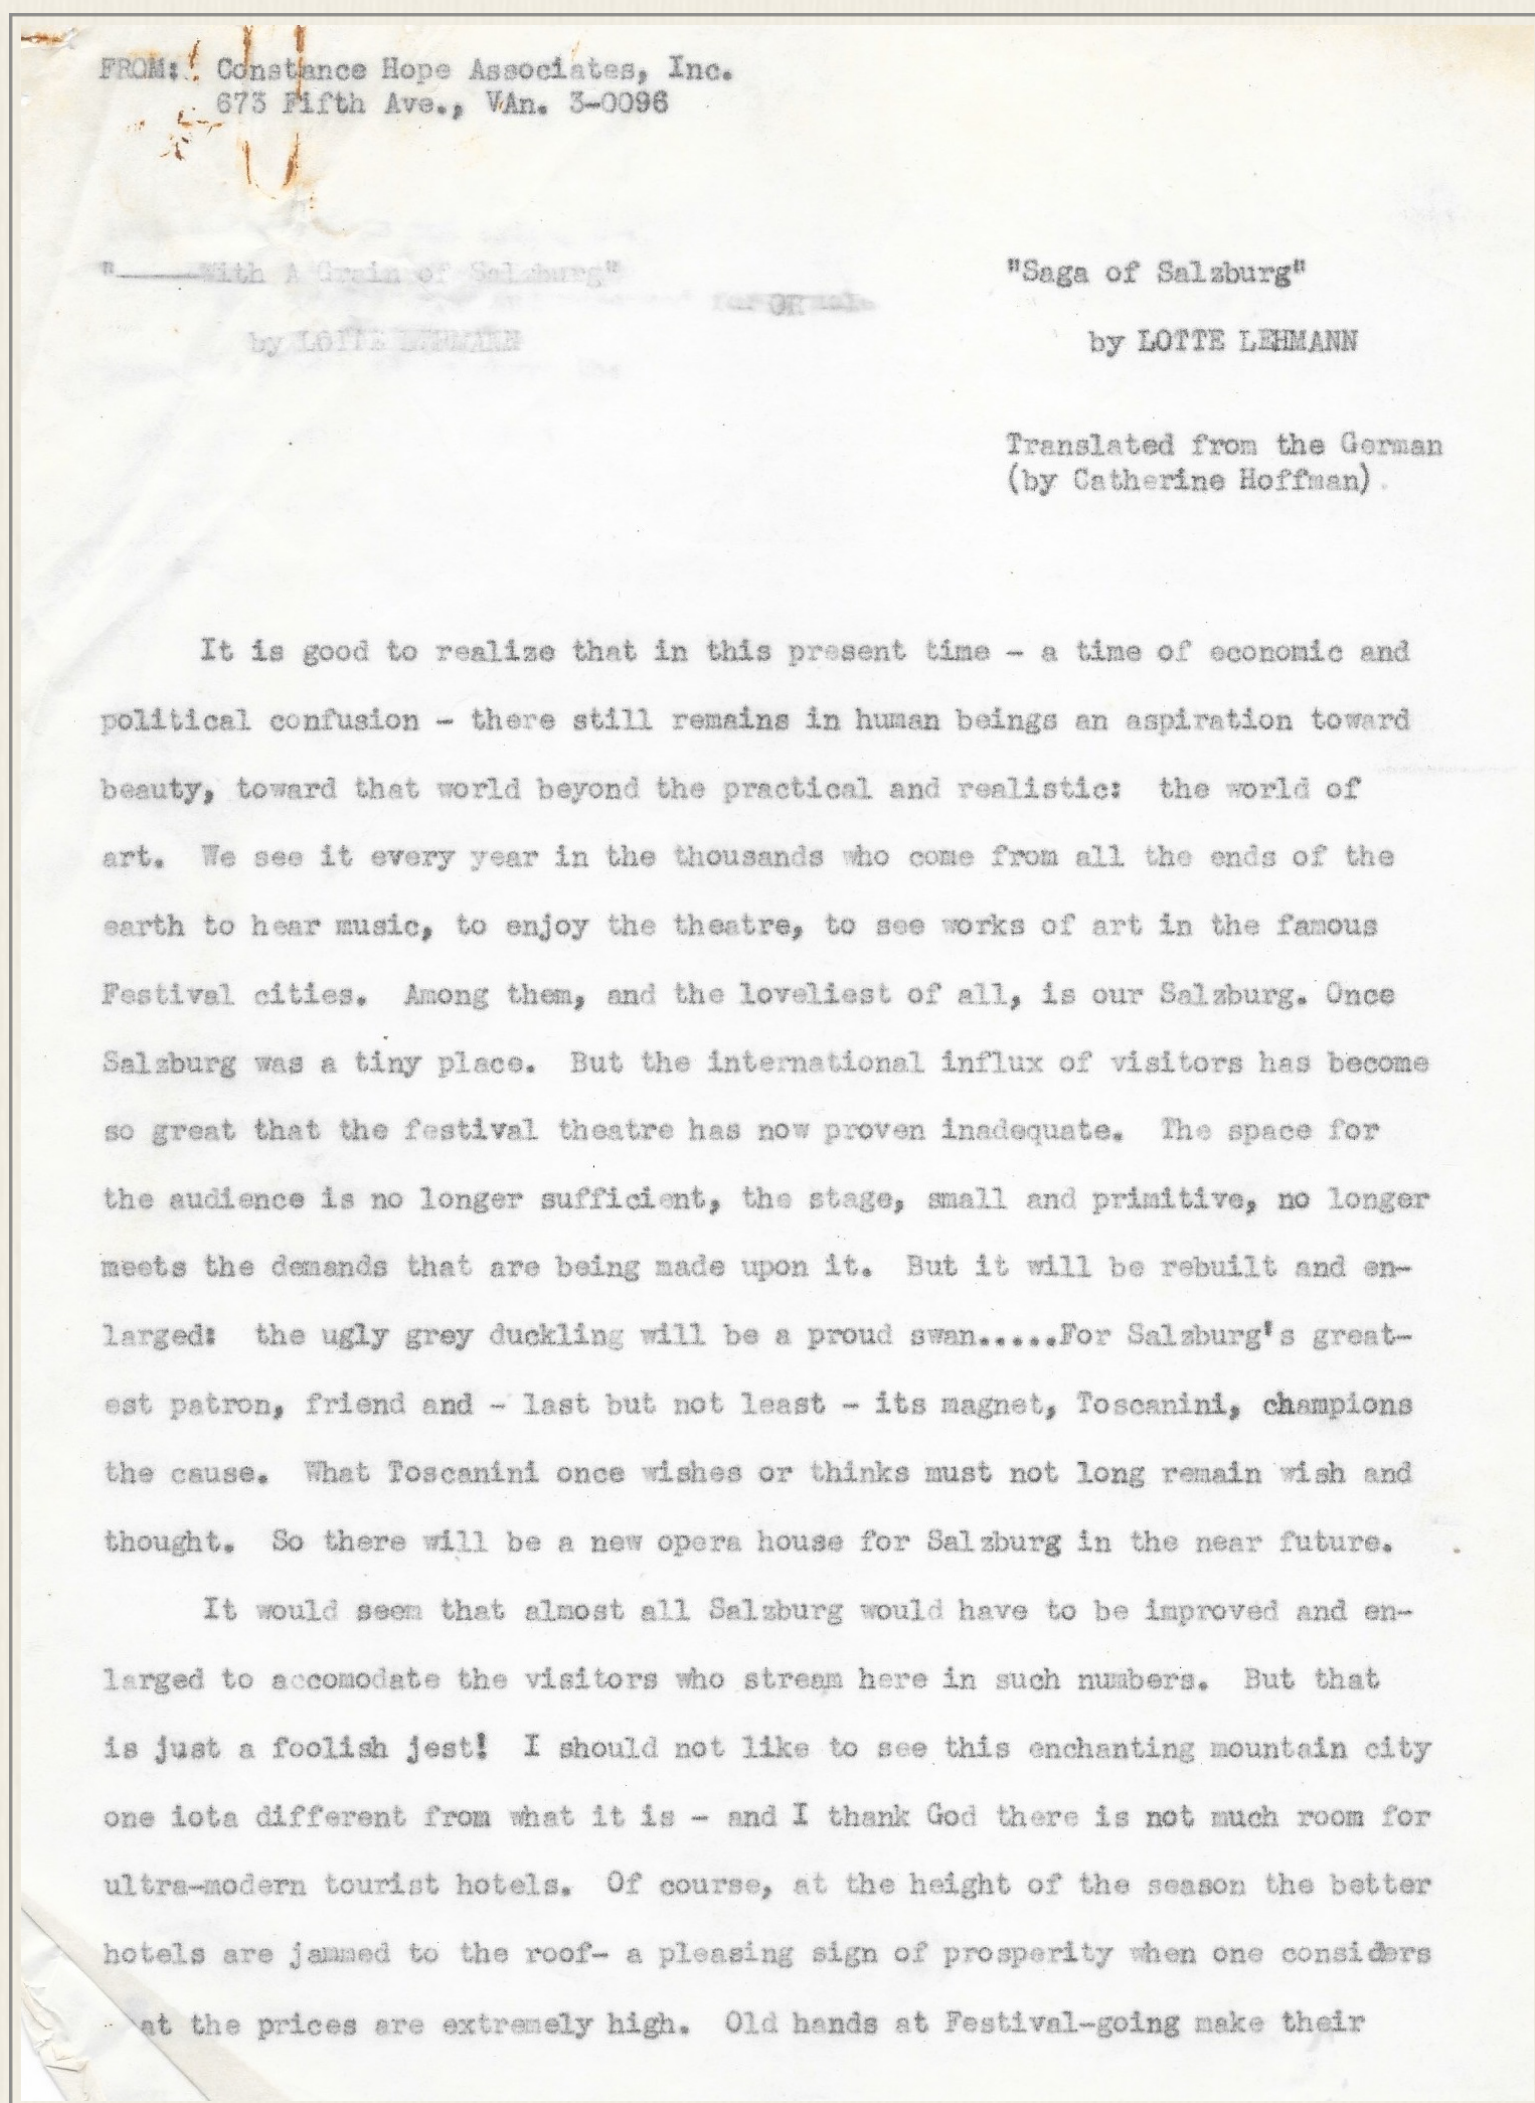 FROM: Constance Hope Associates, Inc.
673 Fifth Ave., VAn. 3-0096
"With A Grain of Salzburg"
OR
by LOTTE LEHMANN
"Saga of Salzburg"
by LOTTE LEHMANN
Translated from the German
(by Catherine Hoffman).
It is good to realize that in this present time - a time of economic and
political confusion - there still remains in human beings an aspiration toward
beauty, toward that world beyond the practical and realistic: the world of
art. We see it every year in the thousands who come from all the ends of the
earth to hear music, to enjoy the theatre, to see works of art in the famous
Festival cities. Among them, and the loveliest of all, is our Salzburg. Once
Salzburg was a tiny place. But the international influx of visitors has become
so great that the festival theatre has now proven inadequate. The space for
the audience is no longer sufficient, the stage, small and primitive, no longer
meets the demands that are being made upon it. But it will be rebuilt and en-
larged: the ugly grey duckling will be a proud swan.....For Salzburg's great-
est patron, friend and - last but not least - its magnet, Toscanini, champions
the cause. What Toscanini once wishes or thinks must not long remain wish and
thought. So there will be a new opera house for Salzburg in the near future.
It would seem that almost all Salzburg would have to be improved and en-
larged to accomodate the visitors who stream here in such numbers. But that
is just a foolish jest! I should not like to see this enchanting mountain city
one iota different from what it is - and I thank God there is not much room for
ultra-modern tourist hotels. Of course, at the height of the season the better
hotels are jammed to the roof- a pleasing sign of prosperity when one considers
at the prices are extremely high. Old hands at Festival-going make their